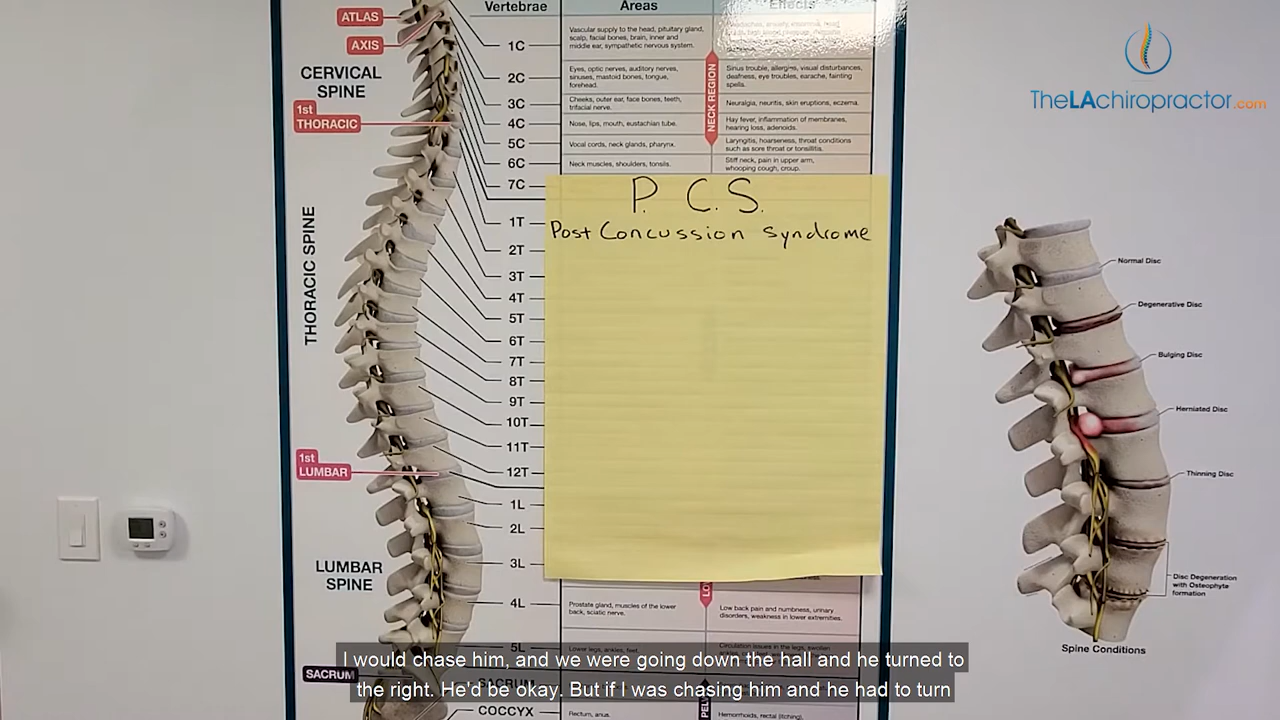 Vertebrae
Areas
Effects
ATLAS
AXIS
CERVICAL
SPINE
1st
THORACIC
THORACIC SPINE
1st
LUMBAR
LUMBAR
SPINE
SACRUM
1C
Vascular supply to the head, pituitary gland,
scalp, facial bones, brain, inner and
middle ear, sympathetic nervous system.
2C
Eyes, optic nerves, auditory nerves,
sinuses, mastoid bones, tongue,
forehead.
Sinus trouble, allergies, visual disturbances,
deafness, eye troubles, earache, fainting
spells.
3C
Cheeks, outer ear, face bones, teeth,
trifacial nerve.
Neuralgia, neuritis, skin eruptions, eczema.
4C
Nose, lips, mouth, eustachian tube.
Hay fever, inflammation of membranes,
hearing loss, adenoids.
5C
Vocal cords, neck glands, pharynx.
Laryngitis, hoarseness, throat conditions
such as sore throat or tonsillitis.
6C
Neck muscles, shoulders, tonsils.
Stiff neck, pain in upper arm,
whooping cough, croup.
NECK REGION
7C
1T
2T
3T
4T
5T
6T
7T
8T
9T
10T
11T
12T
1L
2L
3L
4L
Prostate gland, muscles of the lower
back, sciatic nerve.
Low back pain and numbness, urinary
disorders, weakness in lower extremities.
5L
Lower legs, ankles, feet.
SACRUM
COCCYX
Rectum, anus.
Hemorrhoids, rectal (itching),
P. C. S.
Post Concussion Syndrome
TheLAchiropractor.com
Normal Disc
Degenerative Disc
Bulging Disc
Herniated Disc
Thinning Disc
Disc Degeneration
with Osteophyte
formation
Spine Conditions
I would chase him, and we were going down the hall and he turned to
the right. He'd be okay. But if I was chasing him and he had to turn